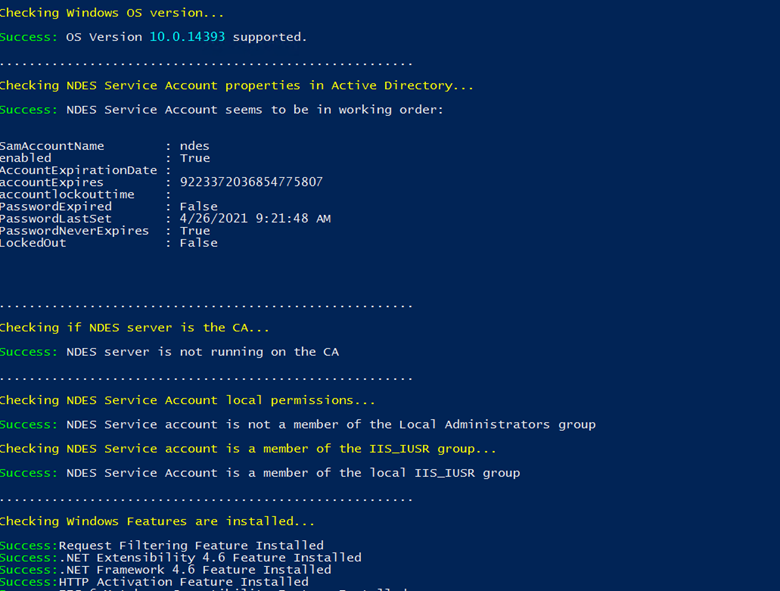 Checking Windows OS version...
Success: OS Version 10.0.14393 supported.
.......................................................
Checking NDES Service Account properties in Active Directory...
Success: NDES Service Account seems to be in working order:
SamAccountName        : ndes
enabled               : True
AccountExpirationDate :
accountExpires        : 9223372036854775807
accountlockouttime    :
PasswordExpired       : False
PasswordLastSet       : 4/26/2021 9:21:48 AM
PasswordNeverExpires  : True
LockedOut             : False
.......................................................
Checking if NDES server is the CA...
Success: NDES server is not running on the CA
.......................................................
Checking NDES Service Account local permissions...
Success: NDES Service account is not a member of the Local Administrators group
Checking NDES Service account is a member of the IIS_IUSR group...
Success: NDES Service Account is a member of the local IIS_IUSR group
.......................................................
Checking Windows Features are installed...
Success:Request Filtering Feature Installed
Success:.NET Extensibility 4.6 Feature Installed
Success:.NET Framework 4.6 Feature Installed
Success:HTTP Activation Feature Installed